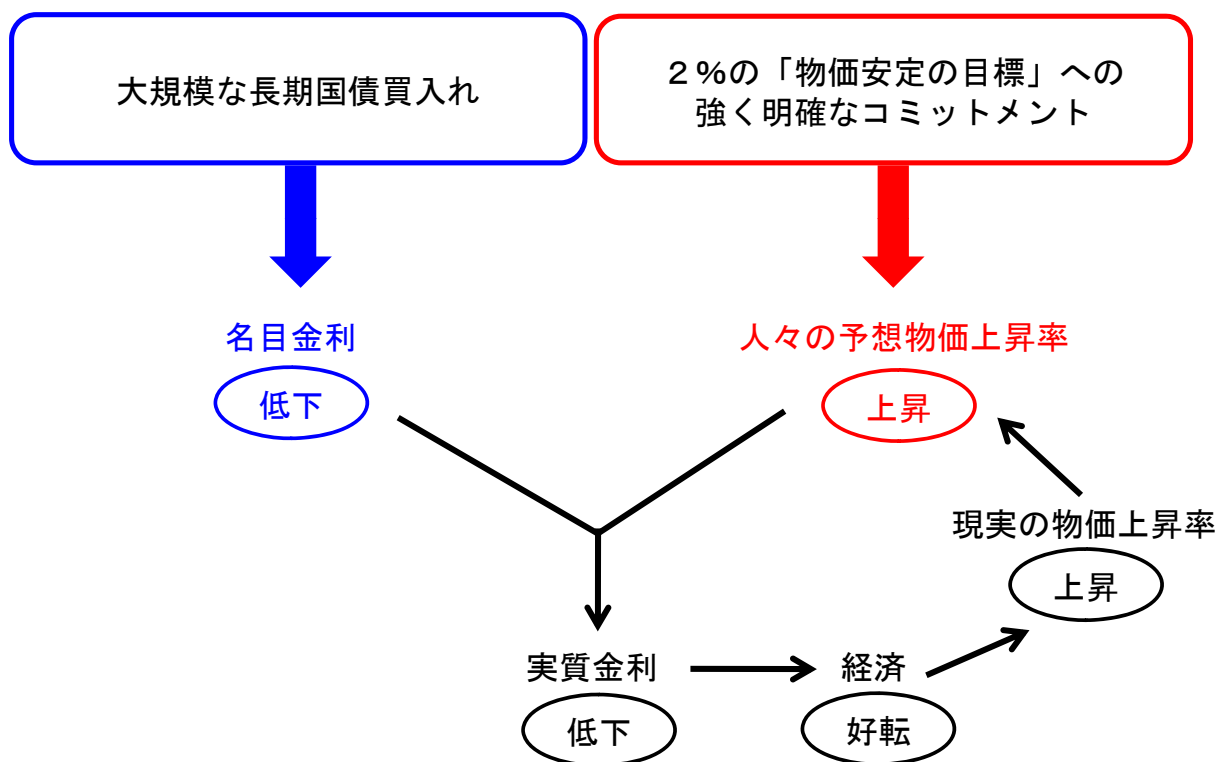 大規模な長期国債買入れ
２％の「物価安定の目標」への
強く明確なコミットメント
名目金利
低下
人々の予想物価上昇率
上昇
現実の物価上昇率
上昇
実質金利
低下
経済
好転